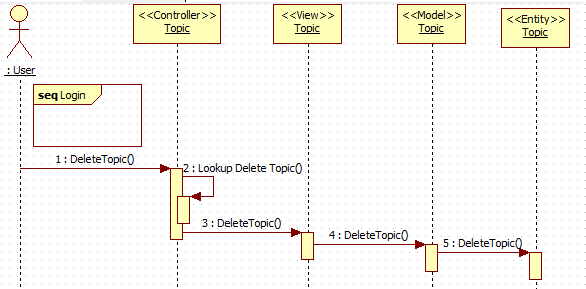 <<Controller>>
Topic
<<View>>
Topic
<<Model>>
Topic
<<Entity>>
Topic
: User
seq Login
1 : DeleteTopic()
2 : Lookup Delete Topic()
3 : DeleteTopic()
4 : DeleteTopic()
5 : DeleteTopic()